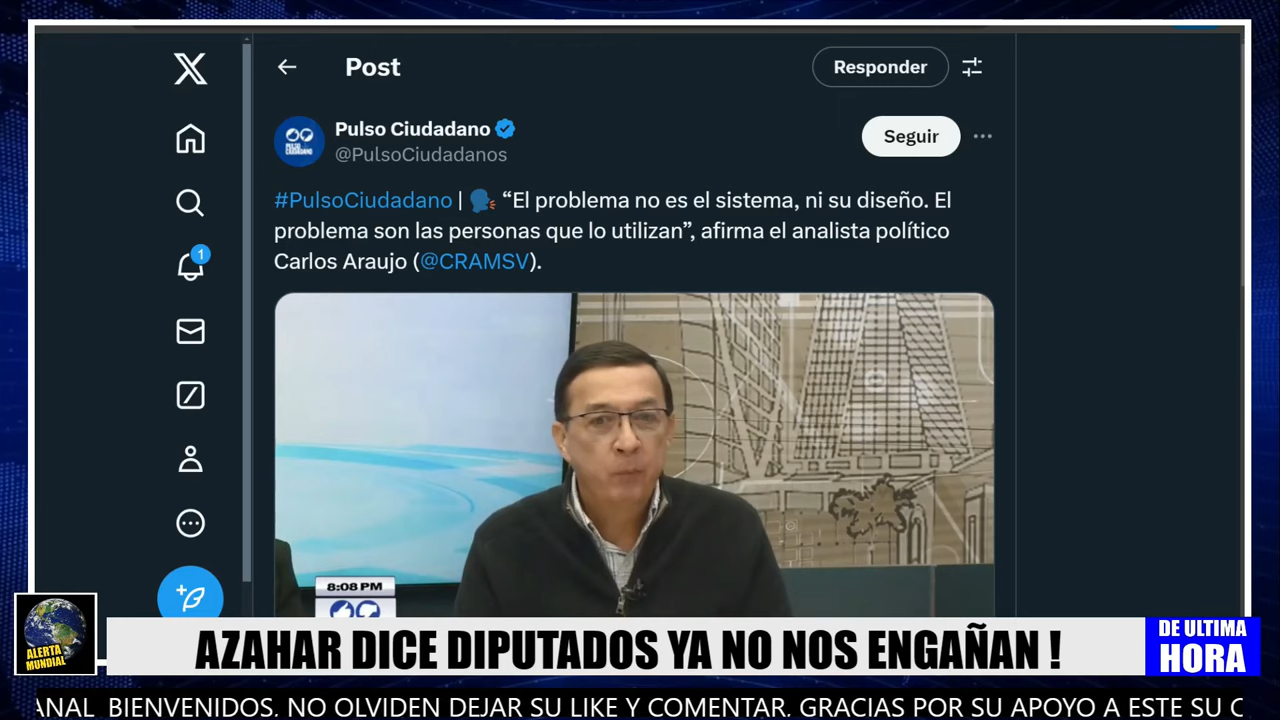 Post
Responder
Pulso Ciudadano
@PulsoCiudadanos
Seguir
#PulsoCiudadano | 🗣️ “El problema no es el sistema, ni su diseño. El
problema son las personas que lo utilizan”, afirma el analista político
Carlos Araujo (@CRAMSV).
1
8:08 PM
ALERTA
MUNDIAL
AZAHAR DICE DIPUTADOS YA NO NOS ENGAÑAN !
DE ULTIMA
HORA
BIENVENIDOS. NO OLVIDEN DEJAR SU LIKE Y COMENTAR. GRACIAS POR SU APOYO A ESTE SU